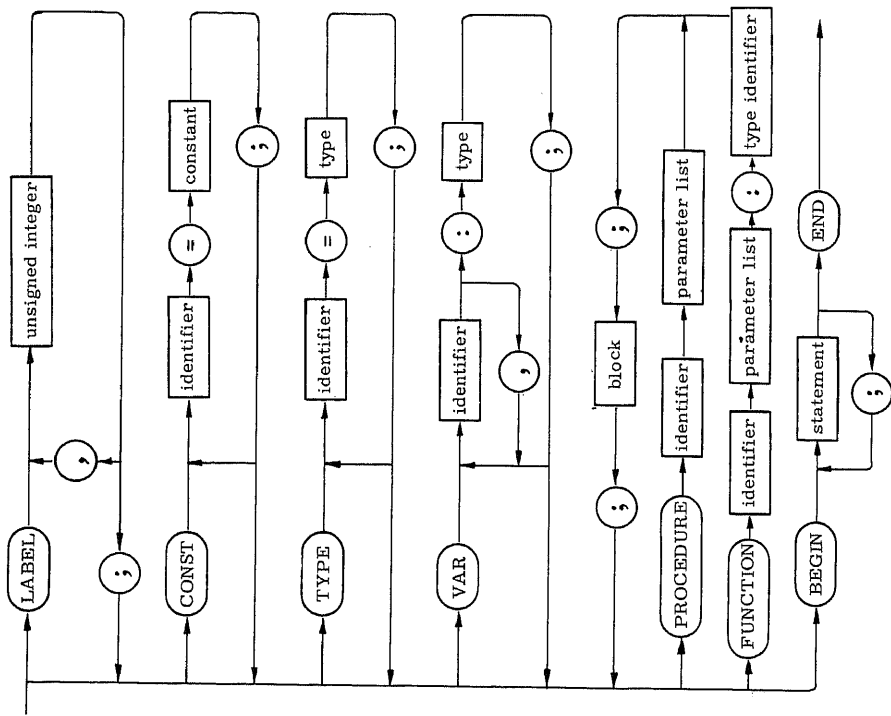 LABEL unsigned integer
,
;
CONST identifier = constant
;
TYPE identifier = type
;
VAR identifier : type
,
;
; block ;
PROCEDURE identifier parameter list
FUNCTION identifier parameter list : type identifier
BEGIN statement END
;